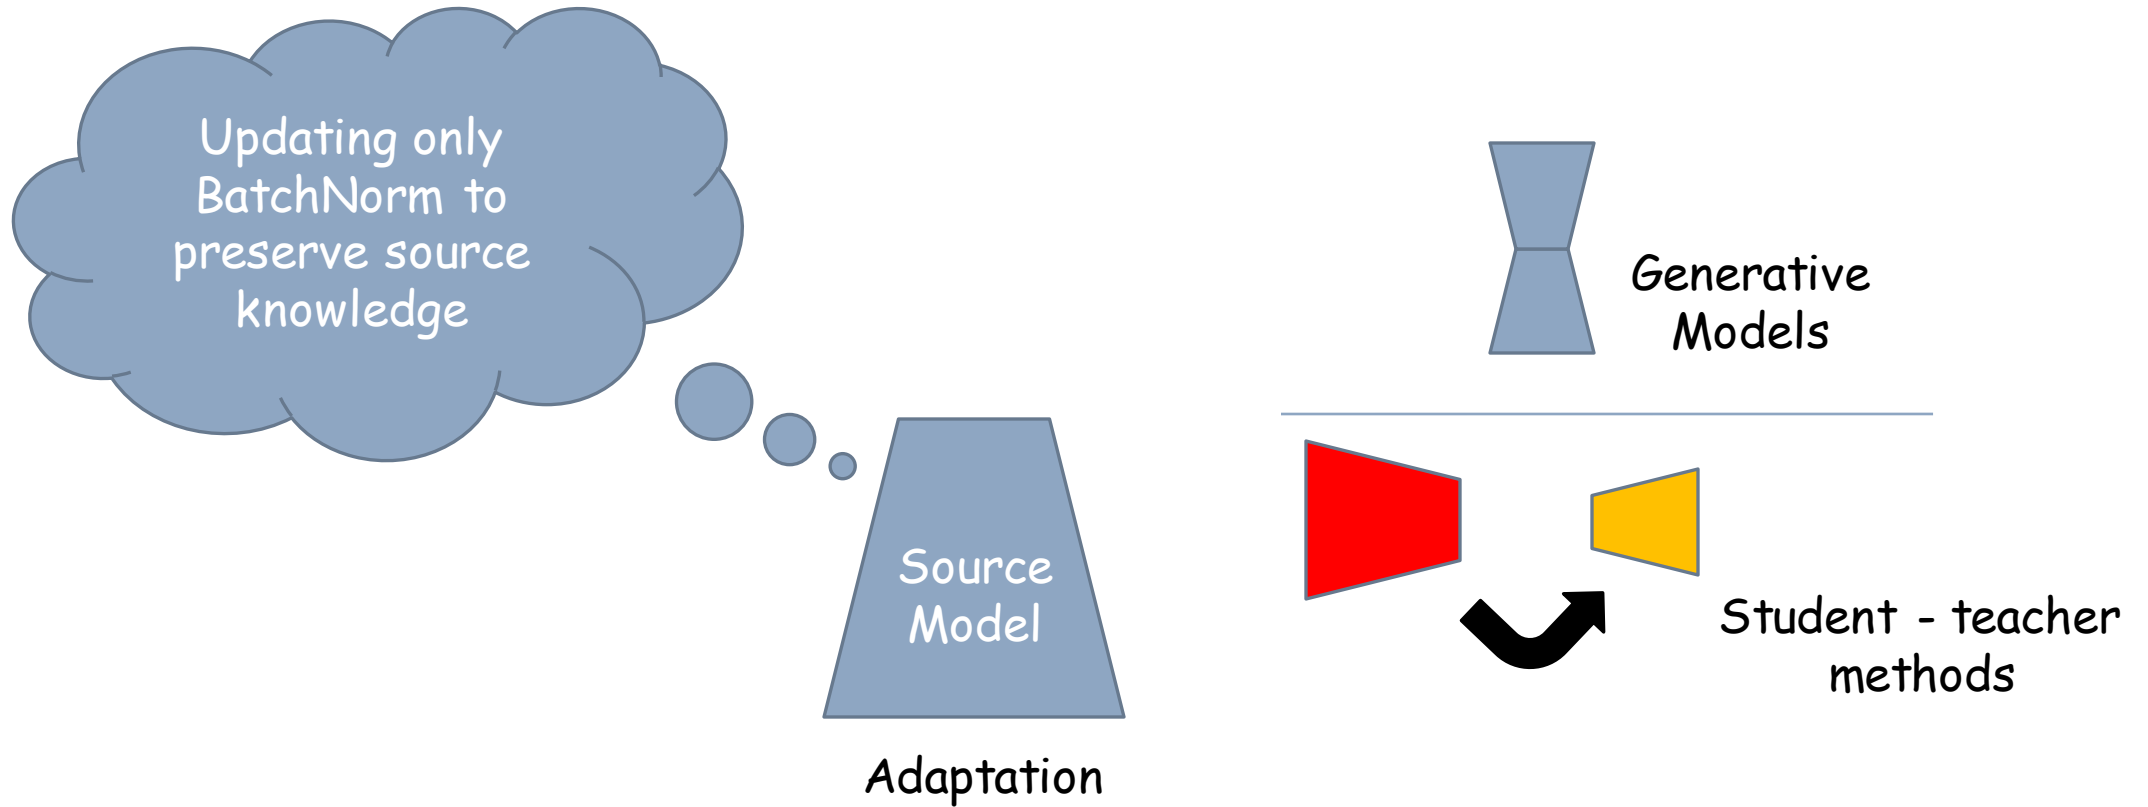 Updating only
BatchNorm to
preserve source
knowledge
Source
Model
Adaptation
Generative
Models
Student - teacher
methods